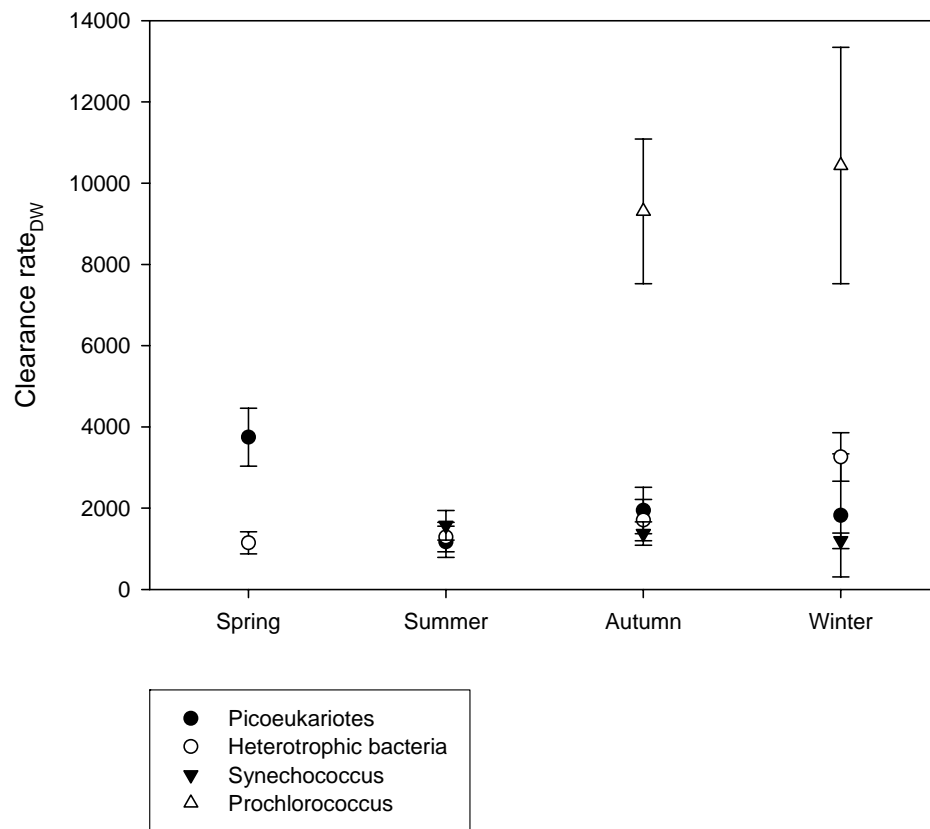 14000
12000
10000
8000
6000
4000
2000
0
Clearance rateDW
Spring Summer Autumn Winter
Picoeukariotes
Heterotrophic bacteria
Synechococcus
Prochlorococcus